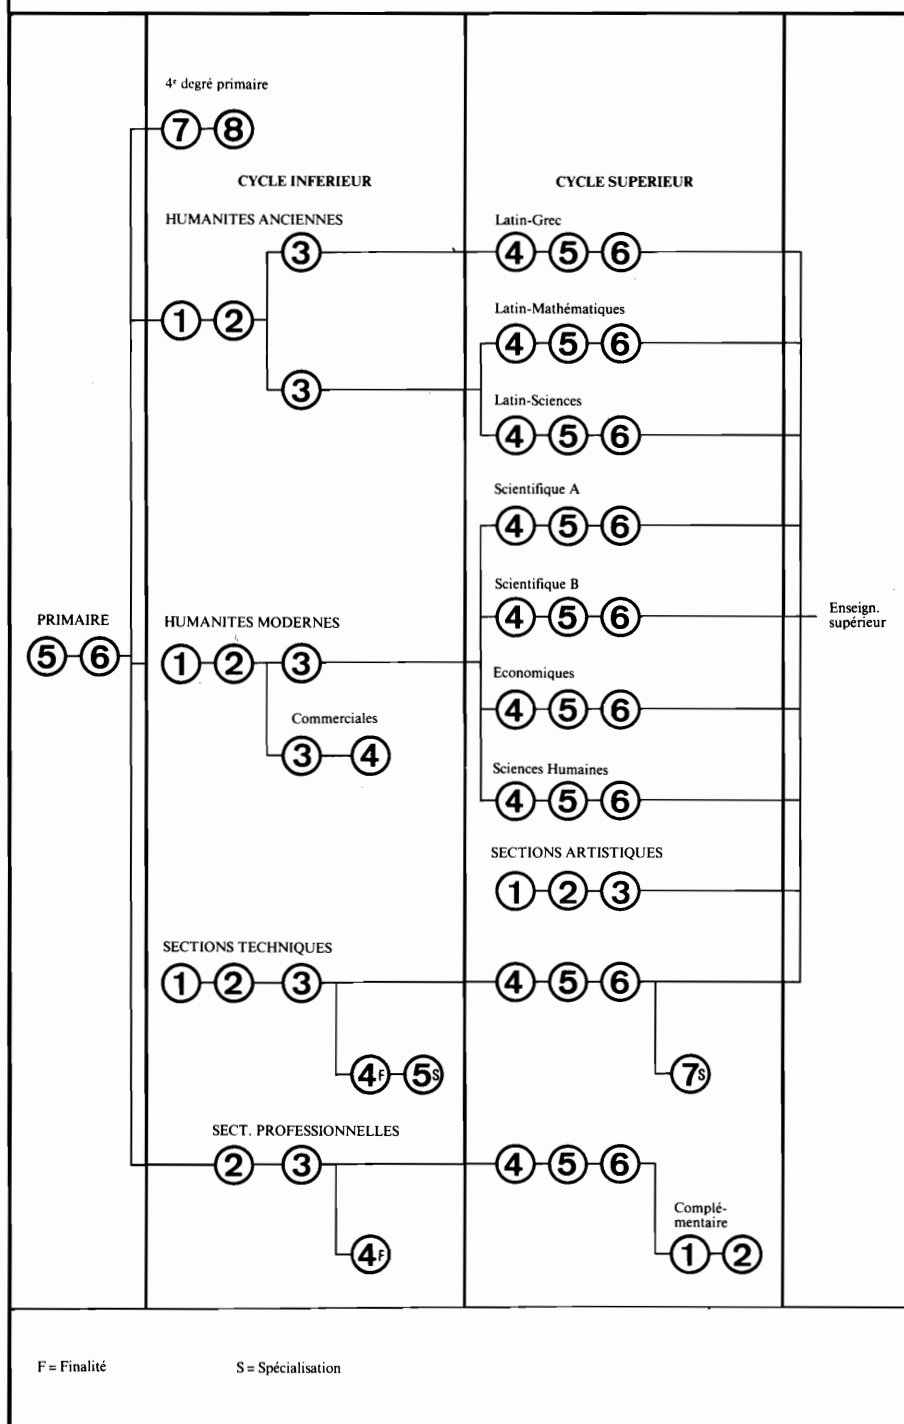 4e degré primaire
7 8
CYCLE INFERIEUR
CYCLE SUPERIEUR
HUMANITES ANCIENNES
Latin-Grec
3
4 5 6
1 2
Latin-Mathématiques
4 5 6
3
Latin-Sciences
4 5 6
Scientifique A
4 5 6
Scientifique B
4 5 6
Enseign.
supérieur
PRIMAIRE
5 6
HUMANITES MODERNES
1 2 3
Economiques
4 5 6
Commerciales
3 4
Sciences Humaines
4 5 6
SECTIONS ARTISTIQUES
1 2 3
SECTIONS TECHNIQUES
1 2 3
4 5 6
4F 5S
7S
SECT. PROFESSIONNELLES
2 3
4 5 6
Complé-
mentaire
4F
1 2
F = Finalité
S = Spécialisation